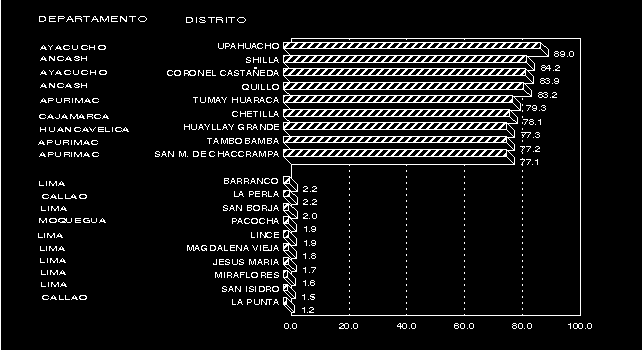 DEPARTAMENTO DISTRITO
AYACUCHO UPAHUACHO 89.0
ANCASH SHILLA 84.2
AYACUCHO CORONEL CASTAÑEDA 83.9
ANCASH QUILLO 83.2
APURIMAC TUMAY HUARACA 79.3
CAJAMARCA CHETILLA 78.1
HUANCAVELICA HUAYLLAY GRANDE 77.3
APURIMAC TAMBOBAMBA 77.2
APURIMAC SAN M. DE CHACCRAMPA 77.1
LIMA BARRANCO 2.2
CALLAO LA PERLA 2.2
LIMA SAN BORJA 2.0
MOQUEGUA PACOCHA 1.9
LIMA LINCE 1.9
LIMA MAGDALENA VIEJA 1.8
LIMA JESUS MARIA 1.7
LIMA MIRAFLORES 1.6
LIMA SAN ISIDRO 1.5
CALLAO LA PUNTA 1.2
0.0 20.0 40.0 60.0 80.0 100.0